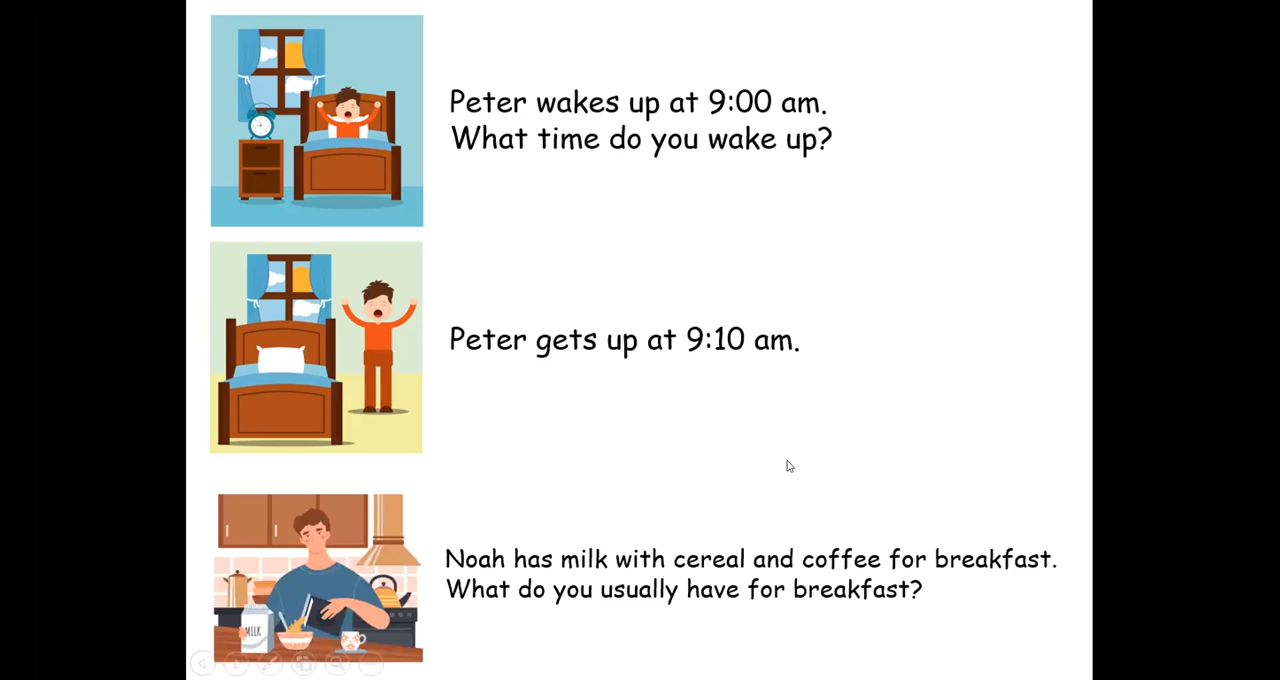 Peter wakes up at 9:00 am.
What time do you wake up?
Peter gets up at 9:10 am.
Noah has milk with cereal and coffee for breakfast.
What do you usually have for breakfast?
MILK